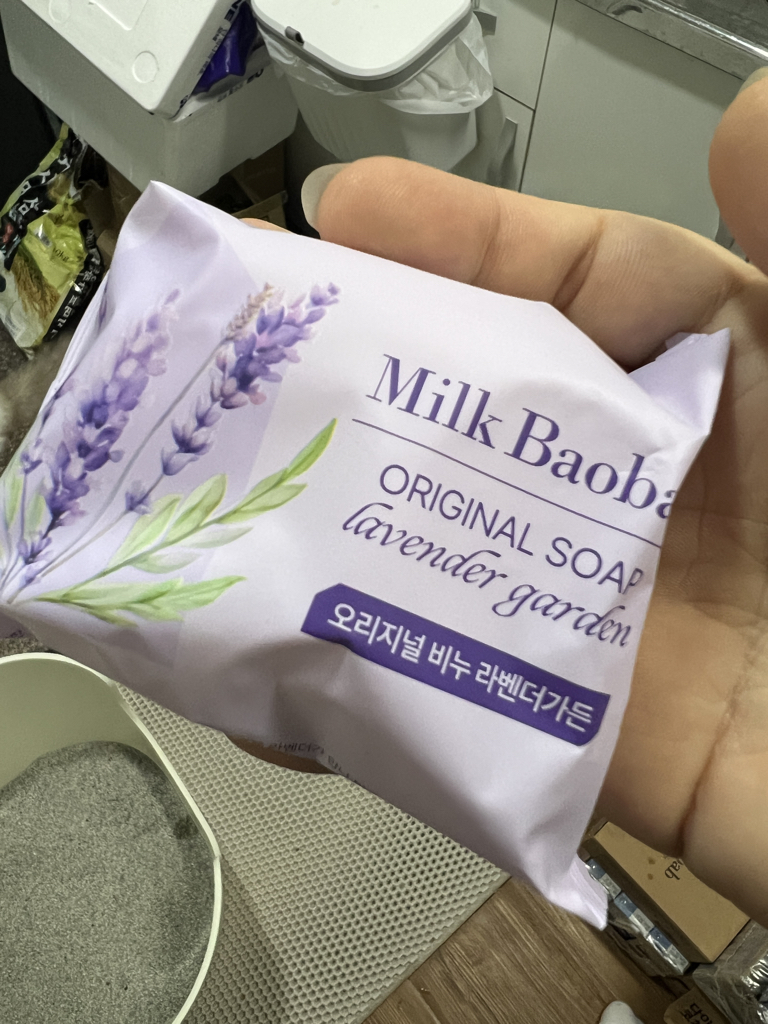 Milk Baoba
ORIGINAL SOAP
lavender garden
오리지널 비누 라벤더가든